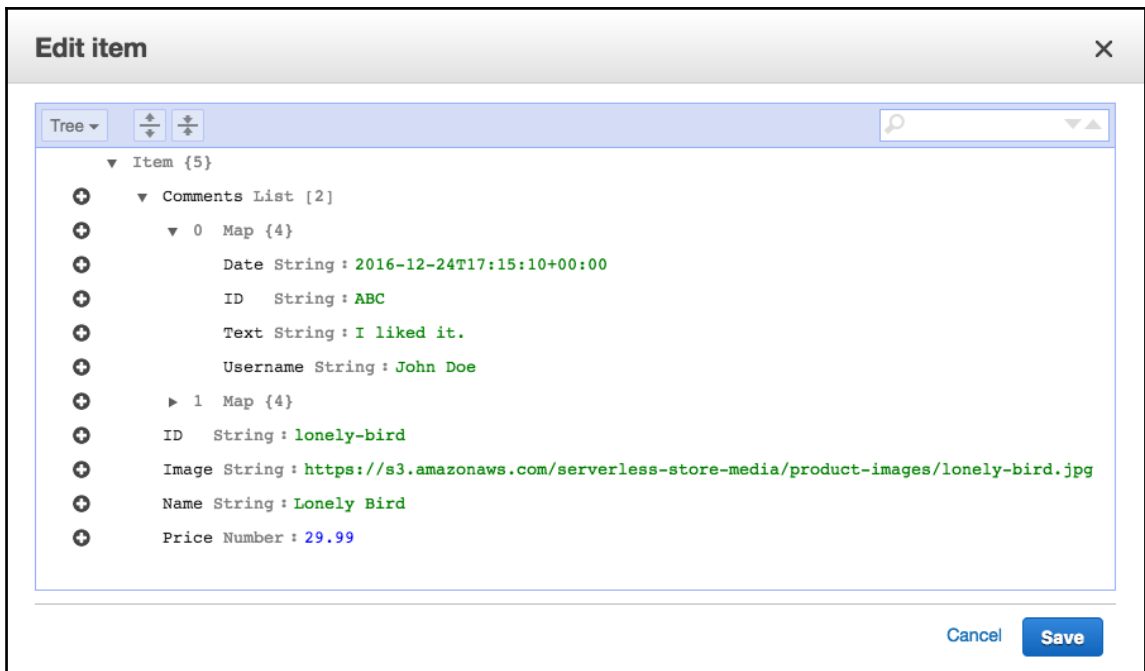 Edit item
Tree
Item {5}
Comments List [2]
0 Map {4}
Date String : 2016-12-24T17:15:10+00:00
ID String : ABC
Text String : I liked it.
Username String : John Doe
1 Map {4}
ID String : lonely-bird
Image String : https://s3.amazonaws.com/serverless-store-media/product-images/lonely-bird.jpg
Name String : Lonely Bird
Price Number : 29.99
Cancel Save